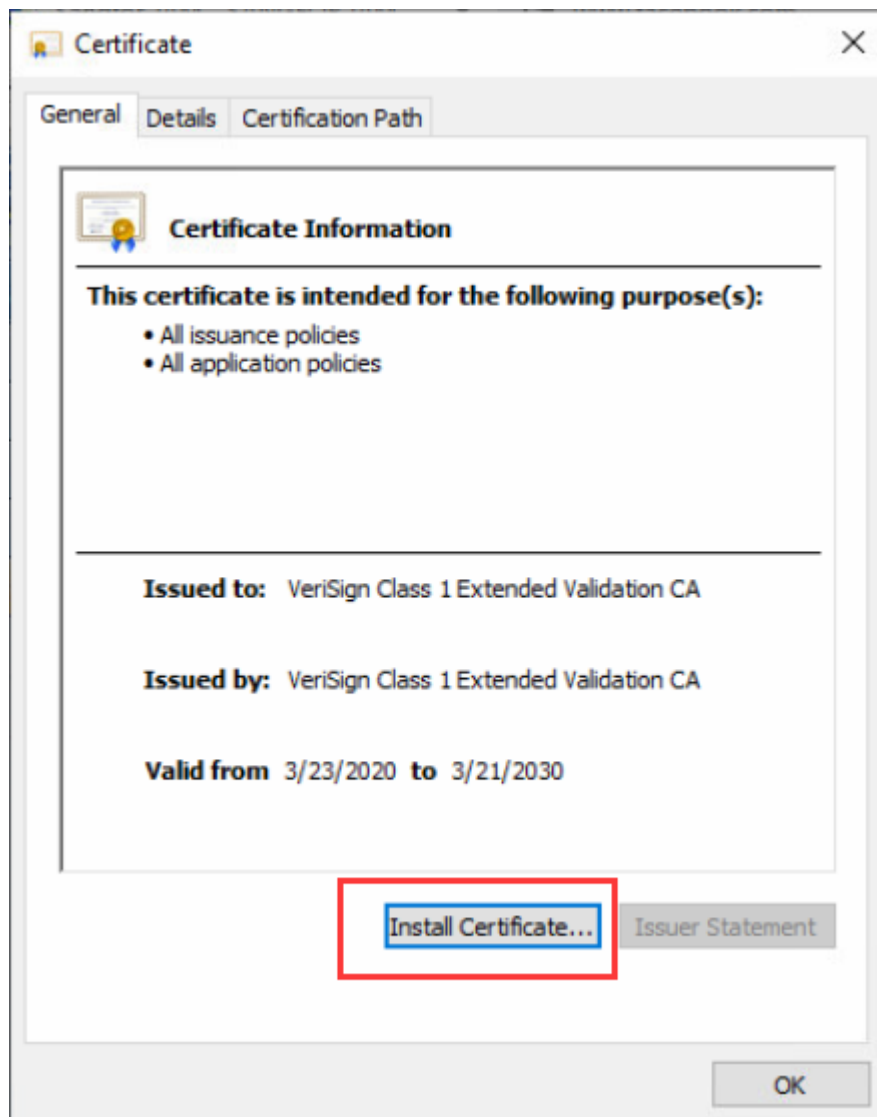 Certificate
General Details Certification Path
Certificate Information
This certificate is intended for the following purpose(s):
• All issuance policies
• All application policies
Issued to: VeriSign Class 1 Extended Validation CA
Issued by: VeriSign Class 1 Extended Validation CA
Valid from 3/23/2020 to 3/21/2030
Install Certificate... Issuer Statement
OK